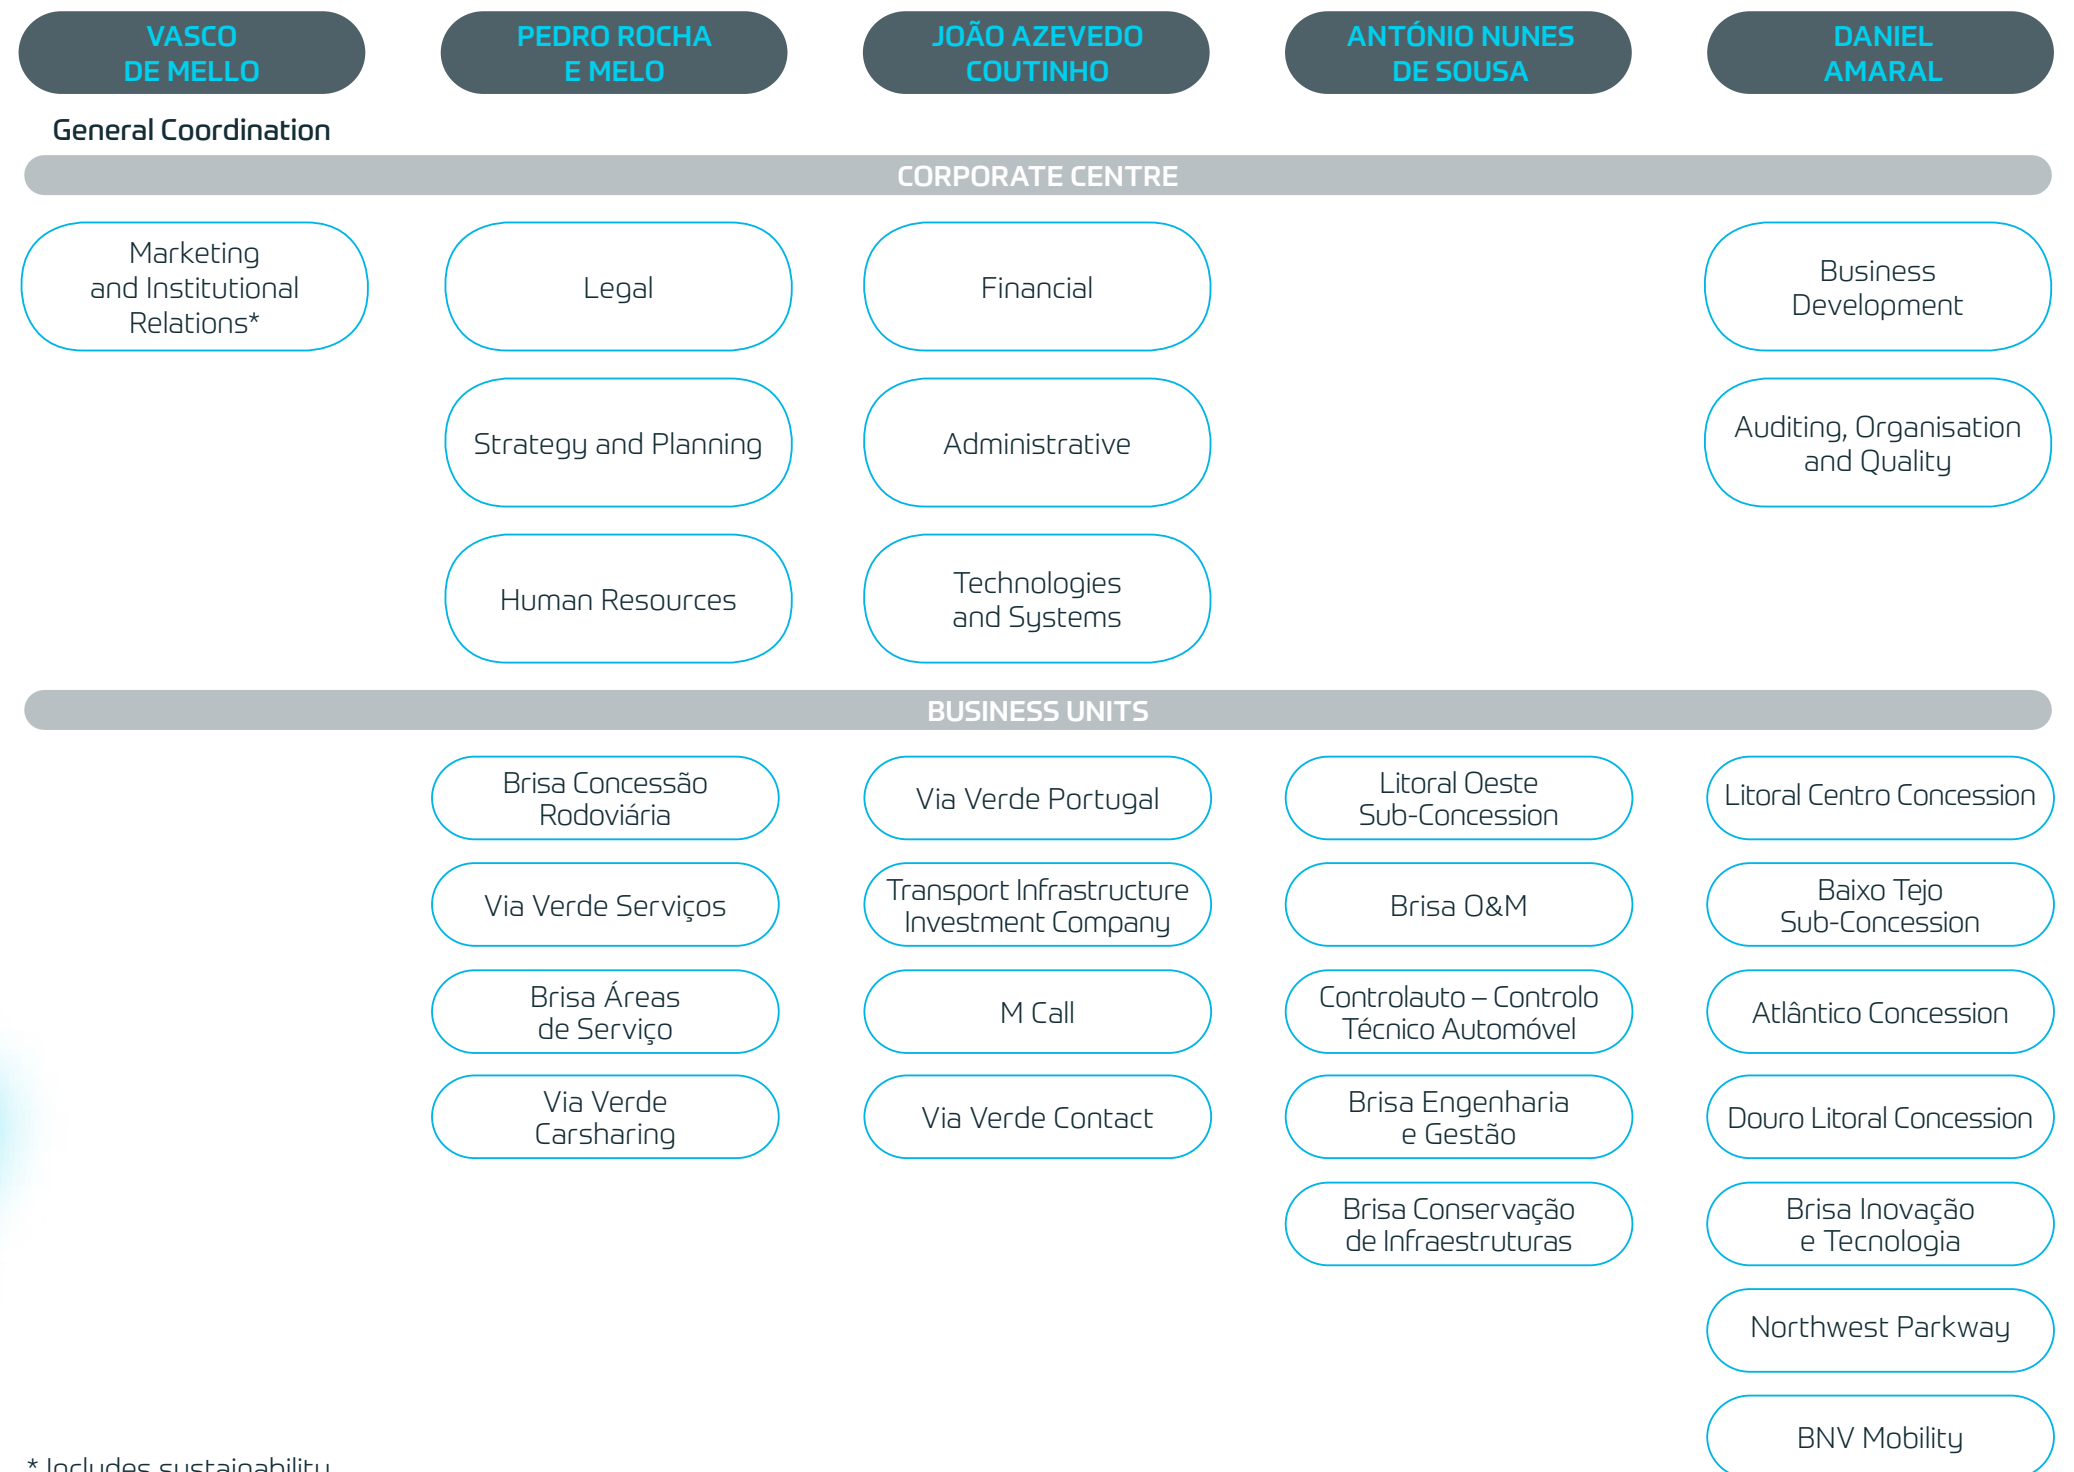 VASCO
DE MELLO
PEDRO ROCHA
E MELO
JOÃO AZEVEDO
COUTINHO
ANTÓNIO NUNES
DE SOUSA
DANIEL
AMARAL
General Coordination
CORPORATE CENTRE
Marketing
and Institutional
Relations*
Legal
Financial
Business
Development
Strategy and Planning
Administrative
Auditing, Organisation
and Quality
Human Resources
Technologies
and Systems
BUSINESS UNITS
Brisa Concessão
Rodoviária
Via Verde Portugal
Litoral Oeste
Sub-Concession
Litoral Centro Concession
Via Verde Serviços
Transport Infrastructure
Investment Company
Brisa O&M
Baixo Tejo
Sub-Concession
Brisa Áreas
de Serviço
M Call
Controlauto – Controlo
Técnico Automóvel
Atlântico Concession
Via Verde
Carsharing
Via Verde Contact
Brisa Engenharia
e Gestão
Douro Litoral Concession
Brisa Conservação
de Infraestruturas
Brisa Inovação
e Tecnologia
Northwest Parkway
BNV Mobility
* Includes sustainability